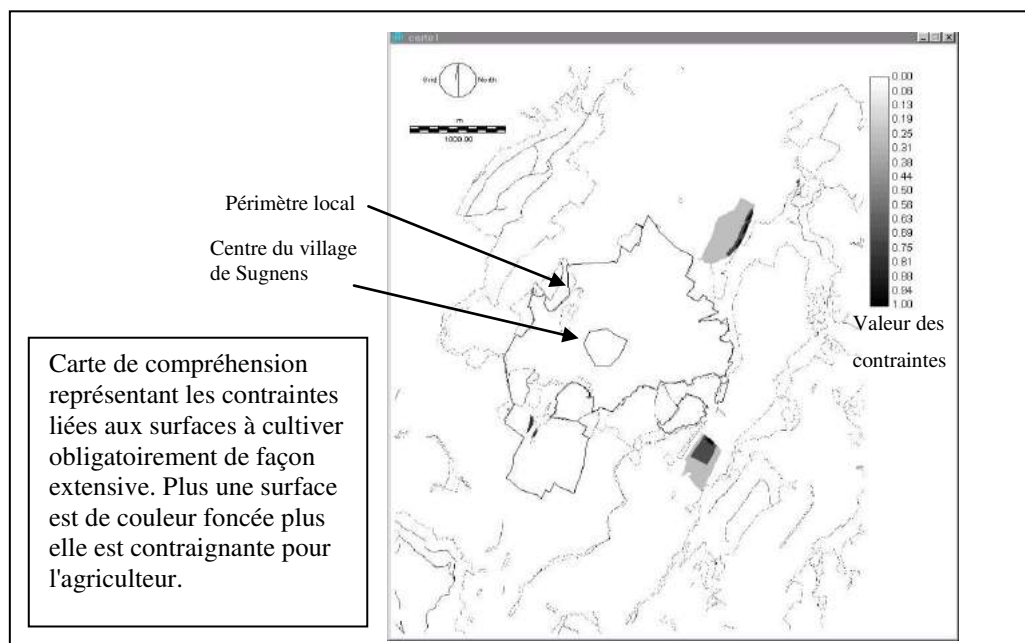 carte1
Grid North
m
1000.00
0.00
0.06
0.13
0.19
0.25
0.31
0.38
0.44
0.50
0.56
0.63
0.69
0.75
0.81
0.88
0.94
1.00
Valeur des
contraintes
Périmètre local
Centre du village
de Sugnens
Carte de compréhension
représentant les contraintes
liées aux surfaces à cultiver
obligatoirement de façon
extensive. Plus une surface
est de couleur foncée plus
elle est contraignante pour
l'agriculteur.